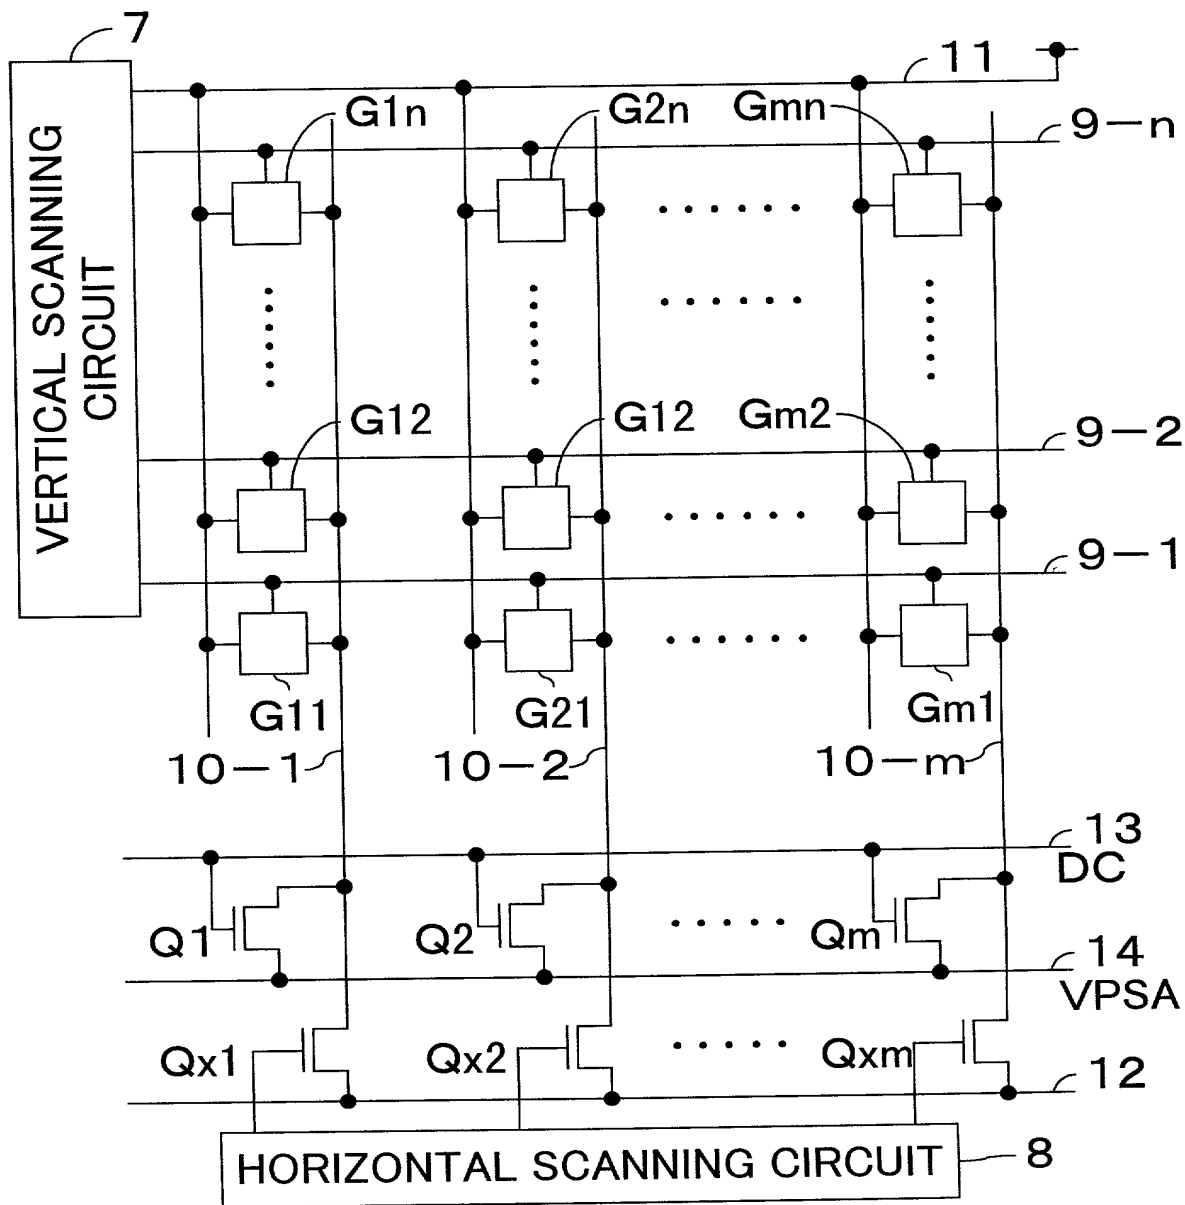 7
11
G1n
G2n
Gmn
9-n
VERTICAL SCANNING
CIRCUIT
G12
G12
Gm2
9-2
9-1
G11
G21
Gm1
10-1
10-2
10-m
13
DC
Q1
Q2
Qm
14
VPSA
Qx1
Qx2
Qxm
12
HORIZONTAL SCANNING CIRCUIT
8